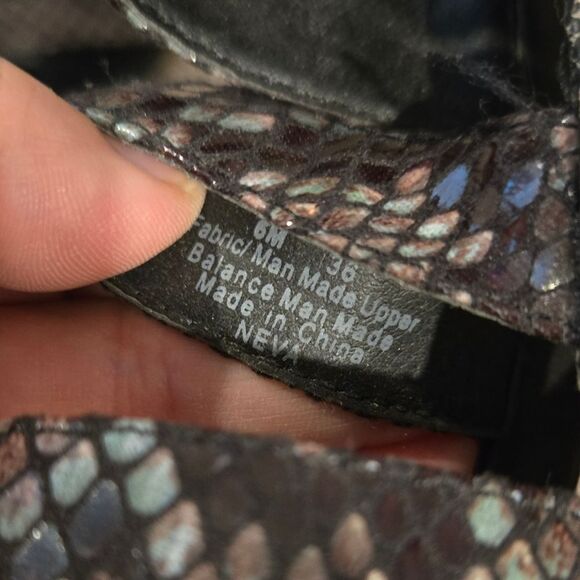 6M 36
Fabric/Man Made Upper
Balance Man Made
Made in China
NEVA